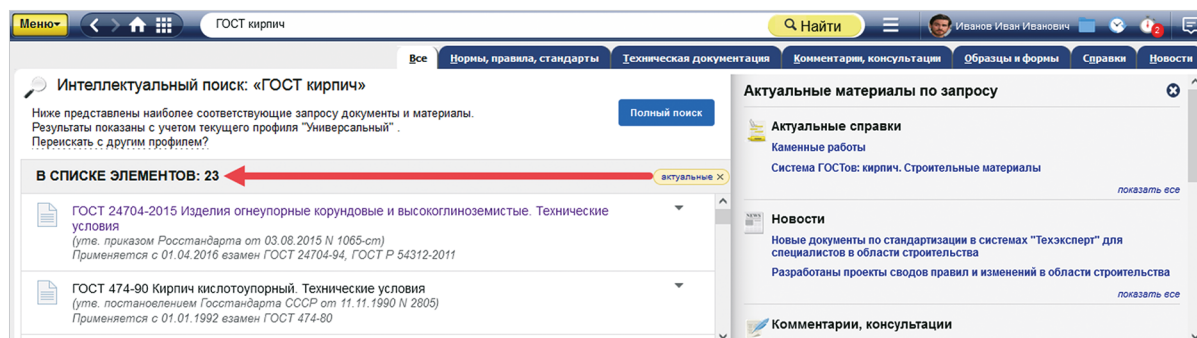 Меню
ГОСТ кирпич
Найти
Иванов Иван Иванович
2
Все
Нормы, правила, стандарты
Техническая документация
Комментарии, консультации
Образцы и формы
Справки
Новости
Интеллектуальный поиск: «ГОСТ кирпич»
Ниже представлены наиболее соответствующие запросу документы и материалы.
Результаты показаны с учетом текущего профиля "Универсальный" .
Переискать с другим профилем?
Полный поиск
В СПИСКЕ ЭЛЕМЕНТОВ: 23
актуальные
ГОСТ 24704-2015 Изделия огнеупорные корундовые и высокоглиноземистые. Технические
условия
(утв. приказом Росстандарта от 03.08.2015 N 1065-ст)
Применяется с 01.04.2016 взамен ГОСТ 24704-94, ГОСТ Р 54312-2011
ГОСТ 474-90 Кирпич кислотоупорный. Технические условия
(утв. постановлением Госстандарта СССР от 11.11.1990 N 2805)
Применяется с 01.01.1992 взамен ГОСТ 474-80
Актуальные материалы по запросу
Актуальные справки
Каменные работы
Система ГОСТов: кирпич. Строительные материалы
показать все
NEWS
Новости
Новые документы по стандартизации в системах "Техэксперт" для
специалистов в области строительства
Разработаны проекты сводов правил и изменений в области строительства
показать все
Комментарии, консультации